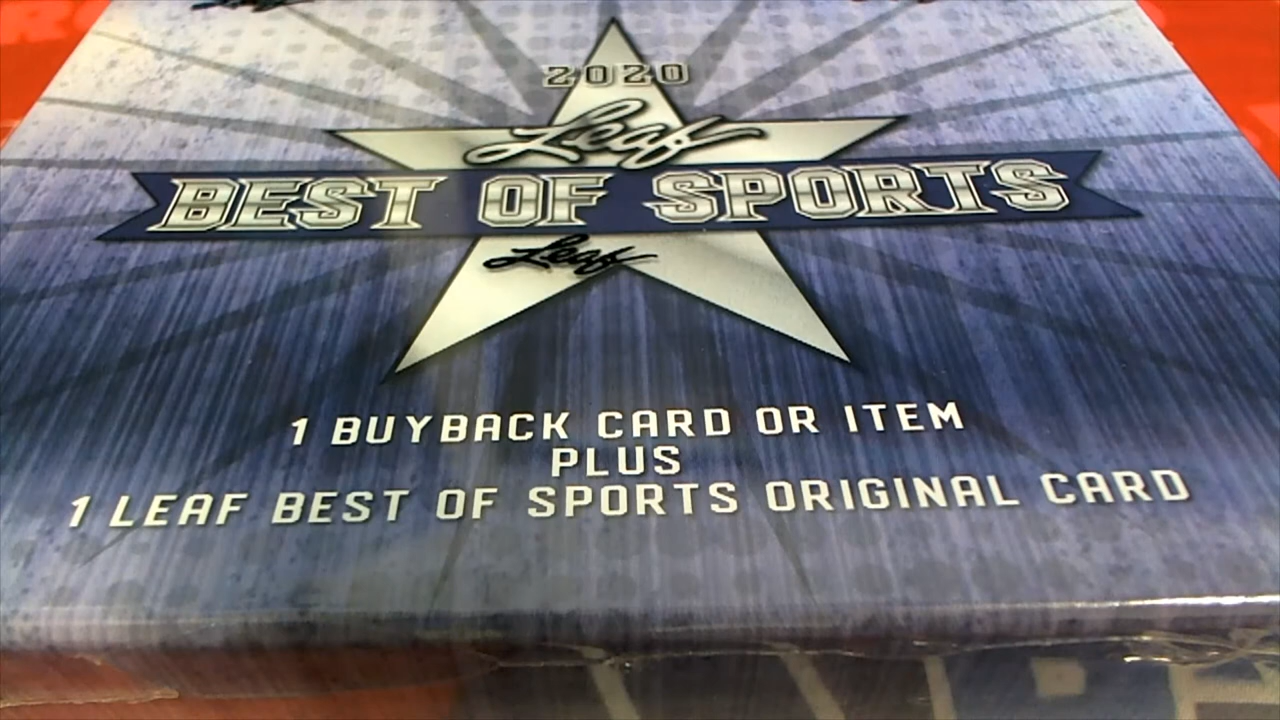 2020
Leaf
BEST OF SPORTS
Leaf
1 BUYBACK CARD OR ITEM
PLUS
1 LEAF BEST OF SPORTS ORIGINAL CARD